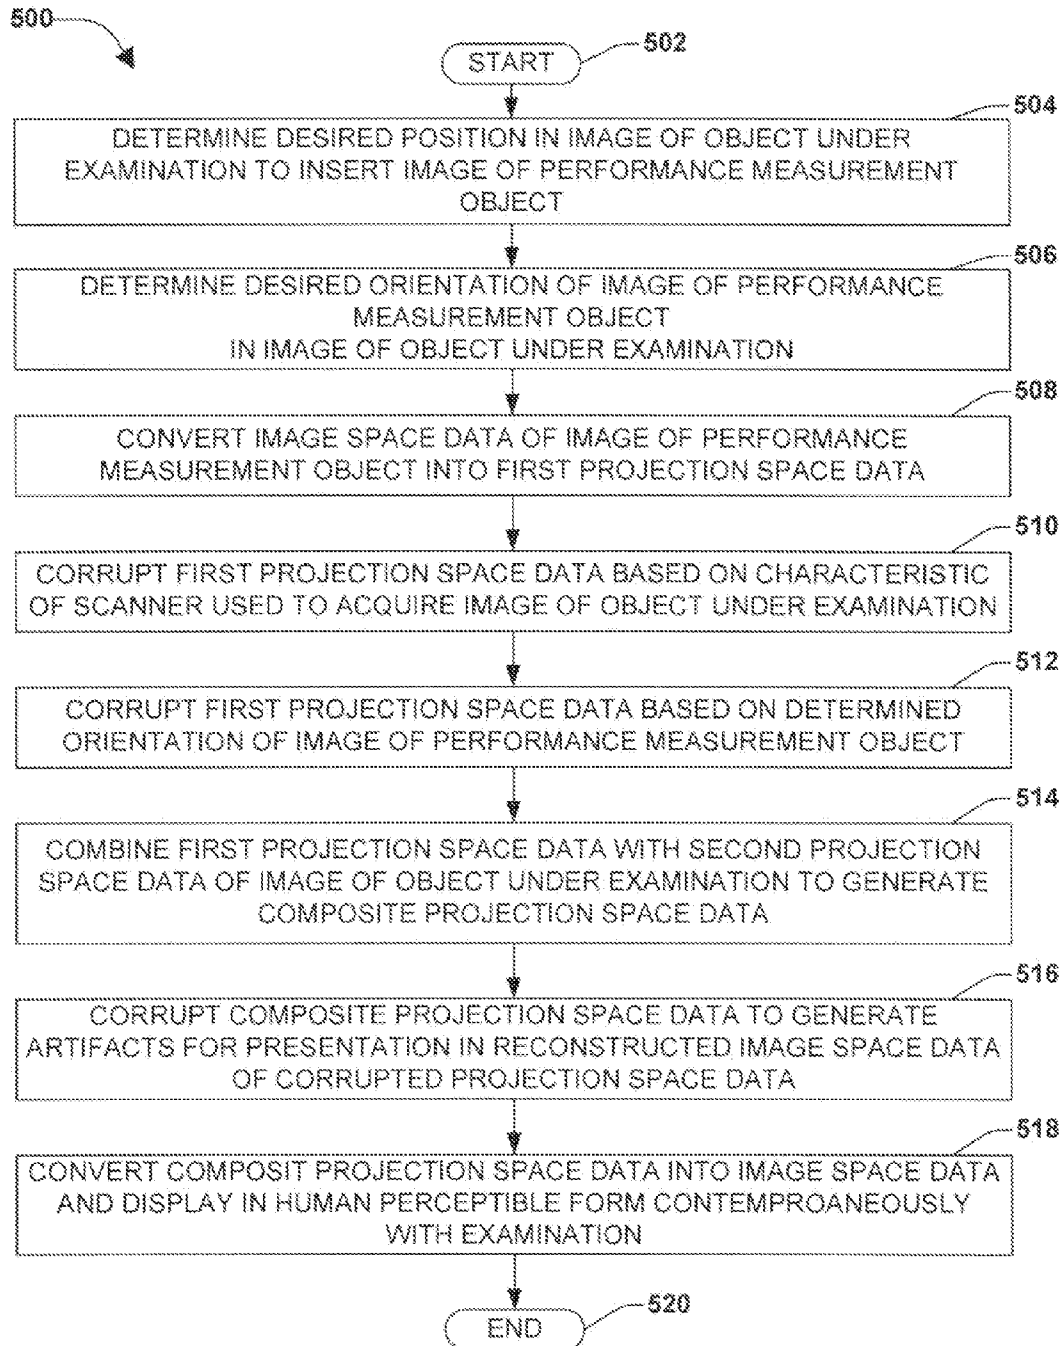 500
START
502
504
DETERMINE DESIRED POSITION IN IMAGE OF OBJECT UNDER
EXAMINATION TO INSERT IMAGE OF PERFORMANCE MEASUREMENT
OBJECT
506
DETERMINE DESIRED ORIENTATION OF IMAGE OF PERFORMANCE
MEASUREMENT OBJECT
IN IMAGE OF OBJECT UNDER EXAMINATION
508
CONVERT IMAGE SPACE DATA OF IMAGE OF PERFORMANCE
MEASUREMENT OBJECT INTO FIRST PROJECTION SPACE DATA
510
CORRUPT FIRST PROJECTION SPACE DATA BASED ON CHARACTERISTIC
OF SCANNER USED TO ACQUIRE IMAGE OF OBJECT UNDER EXAMINATION
512
CORRUPT FIRST PROJECTION SPACE DATA BASED ON DETERMINED
ORIENTATION OF IMAGE OF PERFORMANCE MEASUREMENT OBJECT
514
COMBINE FIRST PROJECTION SPACE DATA WITH SECOND PROJECTION
SPACE DATA OF IMAGE OF OBJECT UNDER EXAMINATION TO GENERATE
COMPOSITE PROJECTION SPACE DATA
516
CORRUPT COMPOSITE PROJECTION SPACE DATA TO GENERATE
ARTIFACTS FOR PRESENTATION IN RECONSTRUCTED IMAGE SPACE DATA
OF CORRUPTED PROJECTION SPACE DATA
518
CONVERT COMPOSIT PROJECTION SPACE DATA INTO IMAGE SPACE DATA
AND DISPLAY IN HUMAN PERCEPTIBLE FORM CONTEMPROANEOUSLY
WITH EXAMINATION
END
520